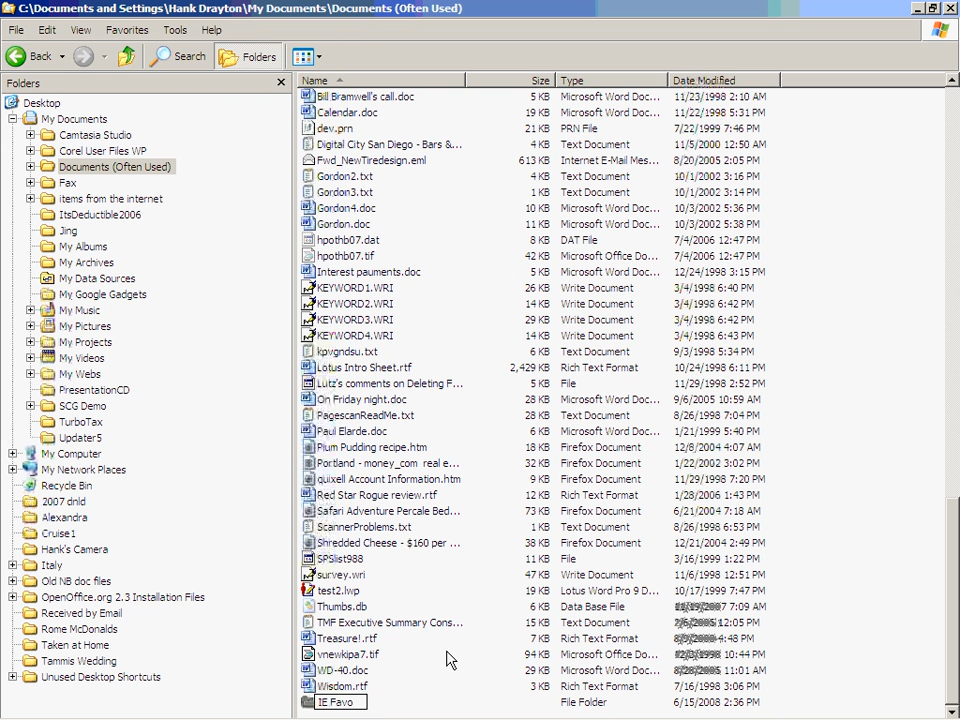 C:\Documents and Settings\Hank Drayton\My Documents\Documents (Often Used)
File Edit View Favorites Tools Help
Back Search Folders
Folders
Desktop
My Documents
Camtasia Studio
Corel User Files WP
Documents (Often Used)
Fax
items from the internet
ItsDeductible2006
Jing
My Albums
My Archives
My Data Sources
My Google Gadgets
My Music
My Pictures
My Projects
My Videos
My Webs
PresentationCD
SCG Demo
TurboTax
Updater5
My Computer
My Network Places
Recycle Bin
2007 dnld
Alexandra
Cruise1
Hank's Camera
Italy
Old NB doc files
OpenOffice.org 2.3 Installation Files
Received by Email
Rome McDonalds
Taken at Home
Tammis Wedding
Unused Desktop Shortcuts
Name Size Type Date Modified
Bill Bramwell's call.doc 5 KB Microsoft Word Doc... 11/23/1998 2:10 AM
Calendar.doc 19 KB Microsoft Word Doc... 11/22/1998 5:31 PM
dev.prn 21 KB PRN File 7/22/1999 7:46 PM
Digital City San Diego - Bars &... 4 KB Text Document 11/5/2000 12:50 AM
Fwd_NewTiredesign.eml 613 KB Internet E-Mail Mes... 8/20/2005 2:05 PM
Gordon2.txt 4 KB Text Document 10/1/2002 3:16 PM
Gordon3.txt 1 KB Text Document 10/1/2002 3:14 PM
Gordon4.doc 10 KB Microsoft Word Doc... 10/3/2002 5:36 PM
Gordon.doc 11 KB Microsoft Word Doc... 10/3/2002 5:38 PM
hpothb07.dat 8 KB DAT File 7/4/2006 12:47 PM
hpothb07.tif 42 KB Microsoft Office Do... 7/4/2006 12:47 PM
Interest pauments.doc 5 KB Microsoft Word Doc... 12/24/1998 3:15 PM
KEYWORD1.WRI 26 KB Write Document 3/4/1998 6:40 PM
KEYWORD2.WRI 14 KB Write Document 3/4/1998 6:42 PM
KEYWORD3.WRI 29 KB Write Document 3/4/1998 6:42 PM
KEYWORD4.WRI 14 KB Write Document 3/4/1998 6:43 PM
kpvgndsu.txt 6 KB Text Document 9/3/1998 5:34 PM
Lotus Intro Sheet.rtf 2,429 KB Rich Text Format 10/24/1998 6:11 PM
Lutz's comments on Deleting F... 5 KB File 11/29/1998 2:52 PM
On Friday night.doc 28 KB Microsoft Word Doc... 9/6/2005 10:59 AM
PagescanReadMe.txt 28 KB Text Document 8/26/1998 7:04 PM
Paul Elarde.doc 6 KB Microsoft Word Doc... 1/21/1999 5:40 PM
Plum Pudding recipe.htm 18 KB Firefox Document 12/8/2004 4:07 AM
Portland - money_com real e... 32 KB Firefox Document 1/22/2002 3:02 PM
quixell Account Information.htm 9 KB Firefox Document 11/29/1998 7:20 PM
Red Star Rogue review.rtf 12 KB Rich Text Format 1/28/2006 1:43 PM
Safari Adventure Percale Bed... 73 KB Firefox Document 6/21/2004 7:18 AM
ScannerProblems.txt 1 KB Text Document 8/26/1998 6:53 PM
Shredded Cheese - $160 per ... 38 KB Firefox Document 12/21/2004 2:49 PM
SPSlist988 11 KB File 3/16/1999 1:22 PM
survey.wri 47 KB Write Document 11/6/1998 12:51 PM
test2.lwp 19 KB Lotus Word Pro 9 D... 10/17/1999 7:47 PM
Thumbs.db 6 KB Data Base File 7:09 AM
TMF Executive Summary Cons... 15 KB Text Document 12:05 PM
Treasure!.rtf 7 KB Rich Text Format 4:48 PM
vnewkipa7.tif 94 KB Microsoft Office Do... 10:44 PM
WD-40.doc 29 KB Microsoft Word Doc... 11:01 AM
Wisdom.rtf 3 KB Rich Text Format 7/16/1998 3:06 PM
IE Favo File Folder 6/15/2008 2:36 PM